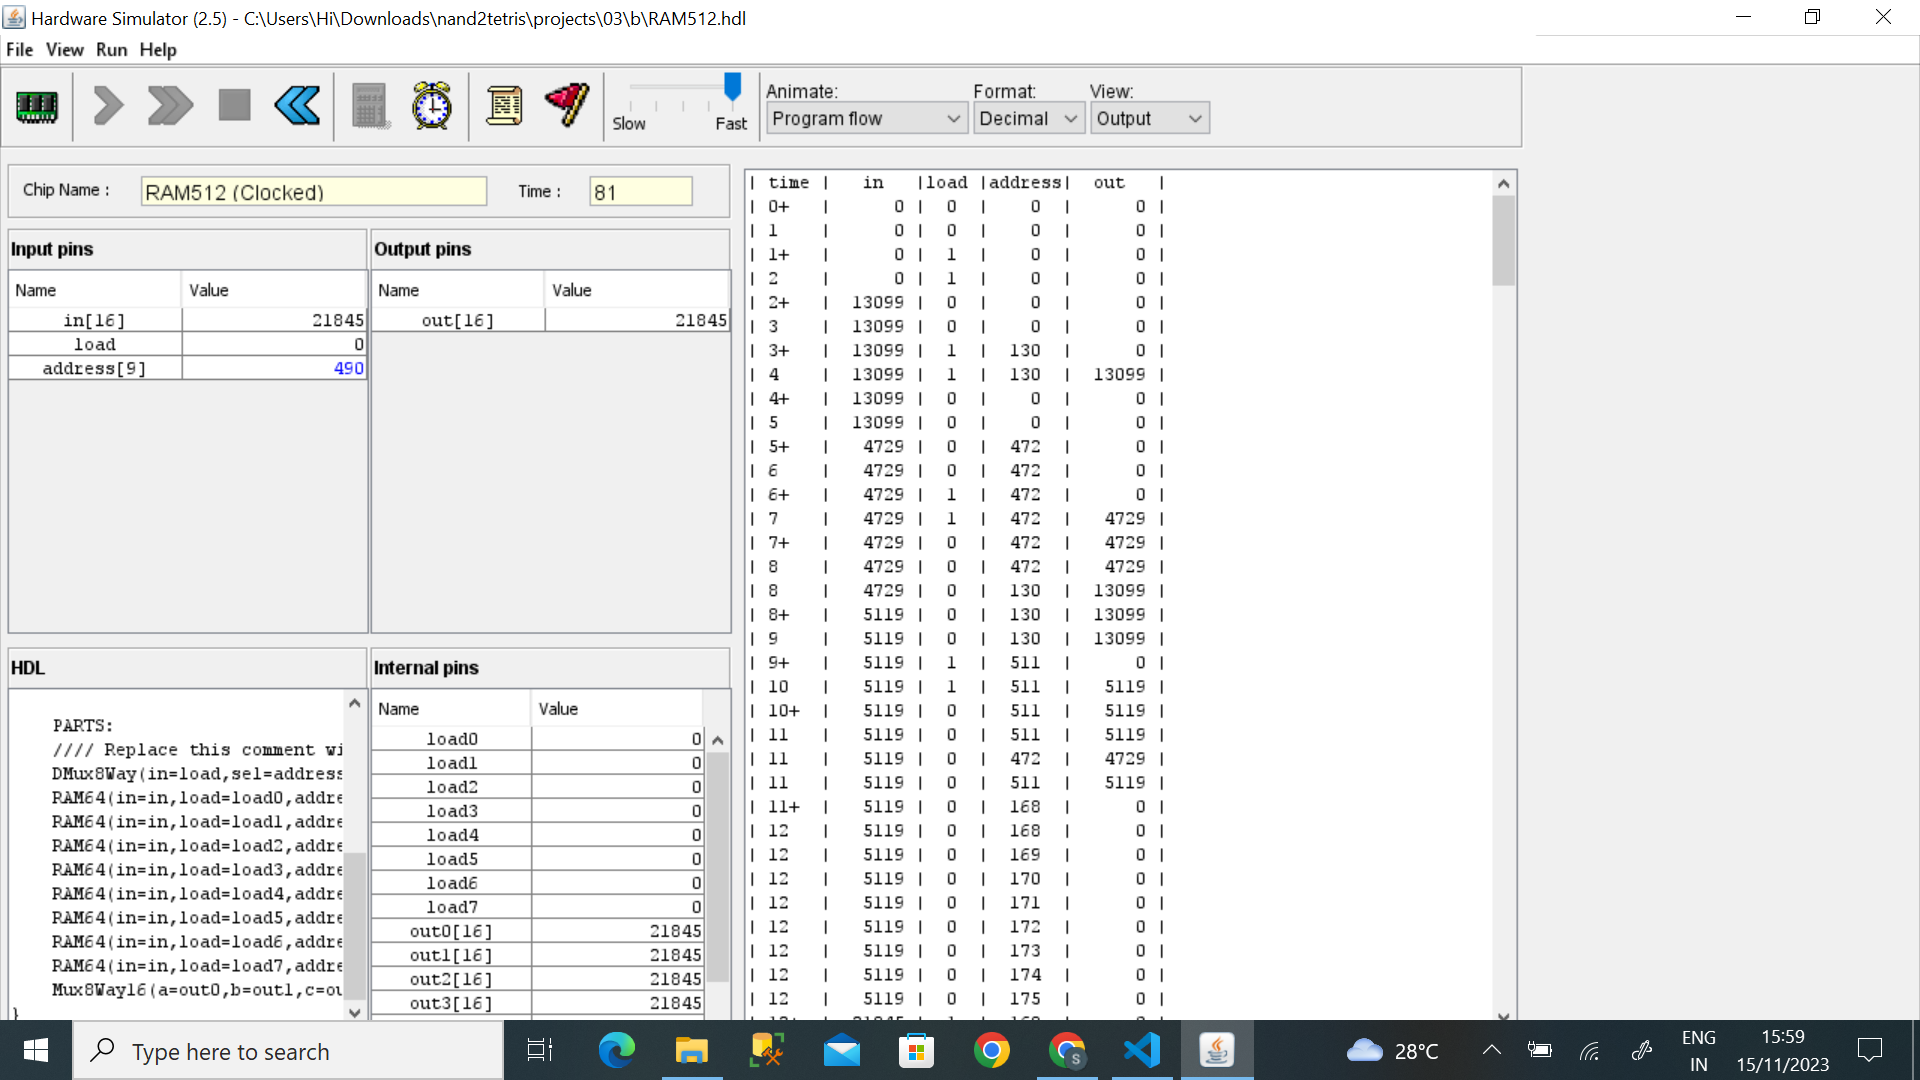 Hardware Simulator (2.5) - C:\Users\Hi\Downloads\nand2tetris\projects\03\b\RAM512.hdl
File View Run Help
Slow Fast
Animate: Format: View:
Program flow Decimal Output
Chip Name : RAM512 (Clocked) Time : 81
Input pins
Name Value
in[16] 21845
load 0
address[9] 490
Output pins
Name Value
out[16] 21845
HDL
PARTS:
//// Replace this comment wi
DMux8Way(in=load,sel=address
RAM64(in=in,load=load0,addre
RAM64(in=in,load=load1,addre
RAM64(in=in,load=load2,addre
RAM64(in=in,load=load3,addre
RAM64(in=in,load=load4,addre
RAM64(in=in,load=load5,addre
RAM64(in=in,load=load6,addre
RAM64(in=in,load=load7,addre
Mux8Way16(a=out0,b=out1,c=ou
}
Internal pins
Name Value
load0 0
load1 0
load2 0
load3 0
load4 0
load5 0
load6 0
load7 0
out0[16] 21845
out1[16] 21845
out2[16] 21845
out3[16] 21845
| time | in |load |address| out |
| 0+ | 0 | 0 | 0 | 0 |
| 1 | 0 | 0 | 0 | 0 |
| 1+ | 0 | 1 | 0 | 0 |
| 2 | 0 | 1 | 0 | 0 |
| 2+ | 13099 | 0 | 0 | 0 |
| 3 | 13099 | 0 | 0 | 0 |
| 3+ | 13099 | 1 | 130 | 0 |
| 4 | 13099 | 1 | 130 | 13099 |
| 4+ | 13099 | 0 | 0 | 0 |
| 5 | 13099 | 0 | 0 | 0 |
| 5+ | 4729 | 0 | 472 | 0 |
| 6 | 4729 | 0 | 472 | 0 |
| 6+ | 4729 | 1 | 472 | 0 |
| 7 | 4729 | 1 | 472 | 4729 |
| 7+ | 4729 | 0 | 472 | 4729 |
| 8 | 4729 | 0 | 472 | 4729 |
| 8 | 4729 | 0 | 130 | 13099 |
| 8+ | 5119 | 0 | 130 | 13099 |
| 9 | 5119 | 0 | 130 | 13099 |
| 9+ | 5119 | 1 | 511 | 0 |
| 10 | 5119 | 1 | 511 | 5119 |
| 10+ | 5119 | 0 | 511 | 5119 |
| 11 | 5119 | 0 | 511 | 5119 |
| 11 | 5119 | 0 | 472 | 4729 |
| 11 | 5119 | 0 | 511 | 5119 |
| 11+ | 5119 | 0 | 168 | 0 |
| 12 | 5119 | 0 | 168 | 0 |
| 12 | 5119 | 0 | 169 | 0 |
| 12 | 5119 | 0 | 170 | 0 |
| 12 | 5119 | 0 | 171 | 0 |
| 12 | 5119 | 0 | 172 | 0 |
| 12 | 5119 | 0 | 173 | 0 |
| 12 | 5119 | 0 | 174 | 0 |
| 12 | 5119 | 0 | 175 | 0 |
Type here to search
S
28°C
ENG
IN
15:59
15/11/2023